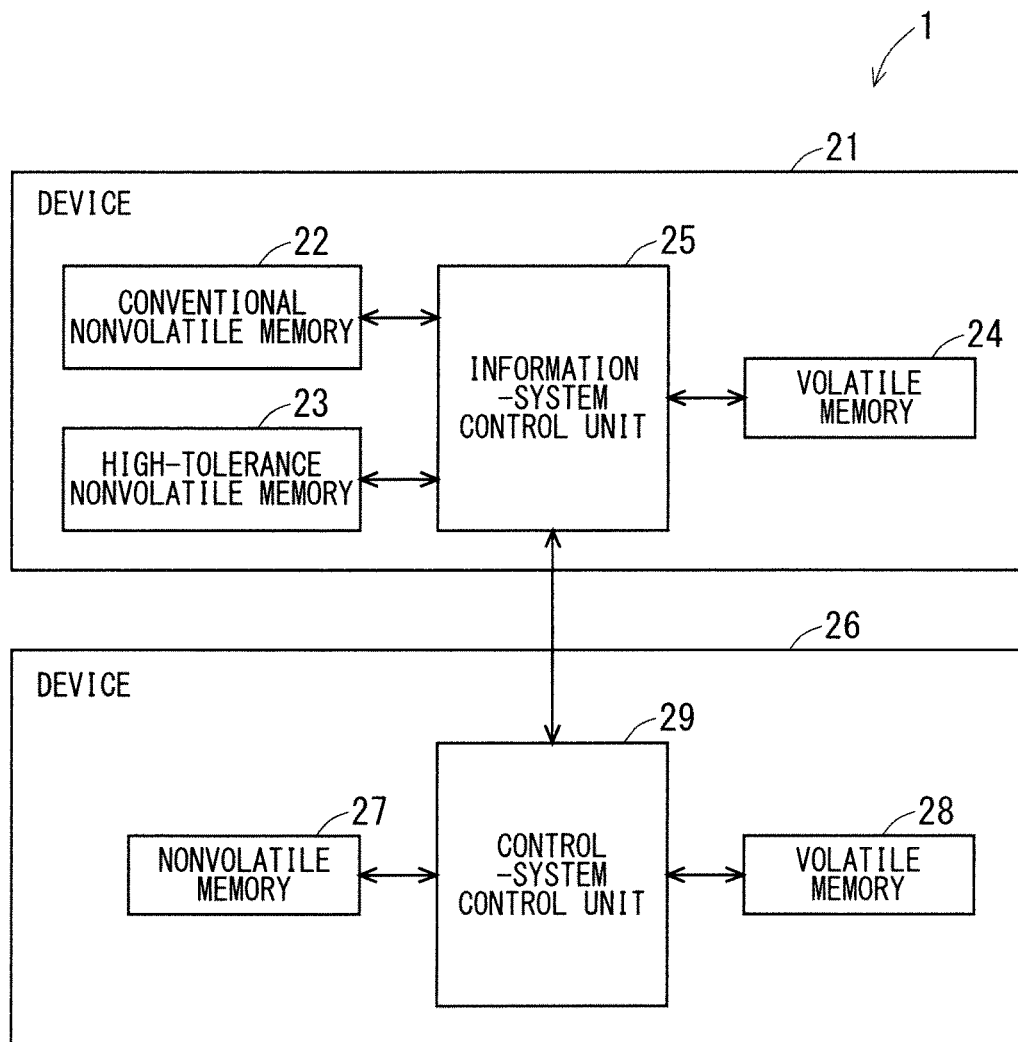 1
21
DEVICE
22
25
CONVENTIONAL
NONVOLATILE MEMORY
24
INFORMATION
-SYSTEM
CONTROL UNIT
VOLATILE
MEMORY
23
HIGH-TOLERANCE
NONVOLATILE MEMORY
26
DEVICE
29
27
28
NONVOLATILE
MEMORY
CONTROL
-SYSTEM
CONTROL UNIT
VOLATILE
MEMORY